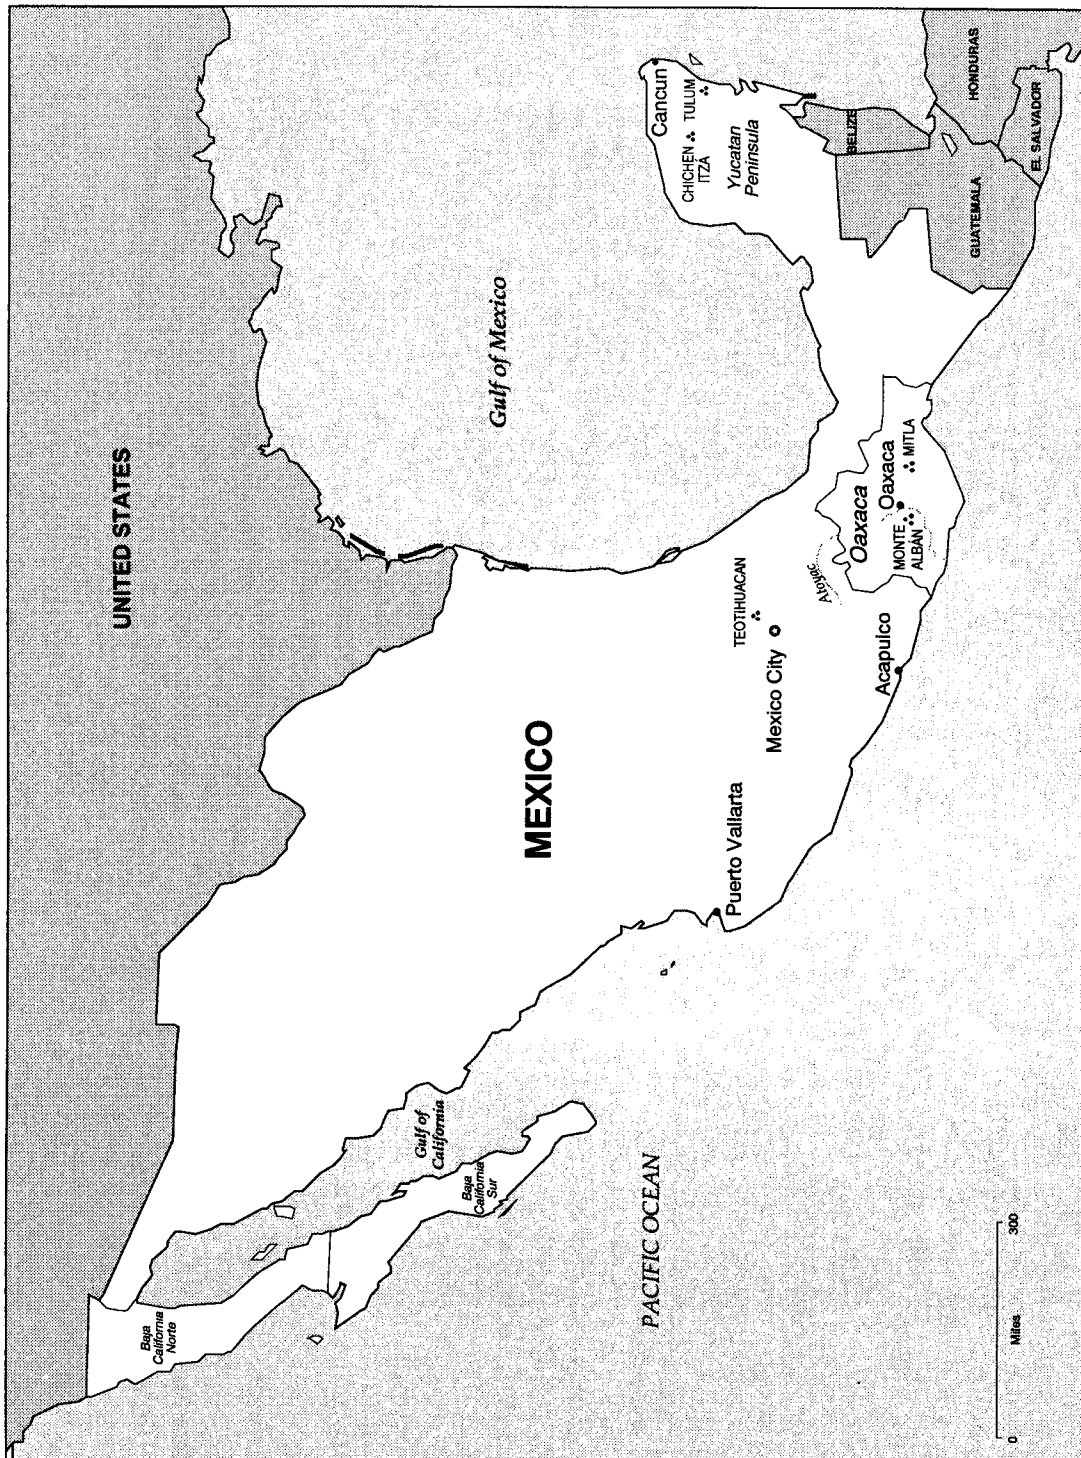 UNITED STATES
MEXICO
Gulf of Mexico
Gulf of
California
Baja
California
Norte
Baja
California
Sur
PACIFIC OCEAN
Puerto Vallarta
TEOTIHUACAN
Mexico City
Acapulco
Atoyac
Oaxaca
Oaxaca
MONTE
ALBÁN
MITLA
Cancun
CHICHEN
ITZÁ
TULUM
Yucatan
Peninsula
BELIZE
GUATEMALA
HONDURAS
EL SALVADOR
0
300
Miles